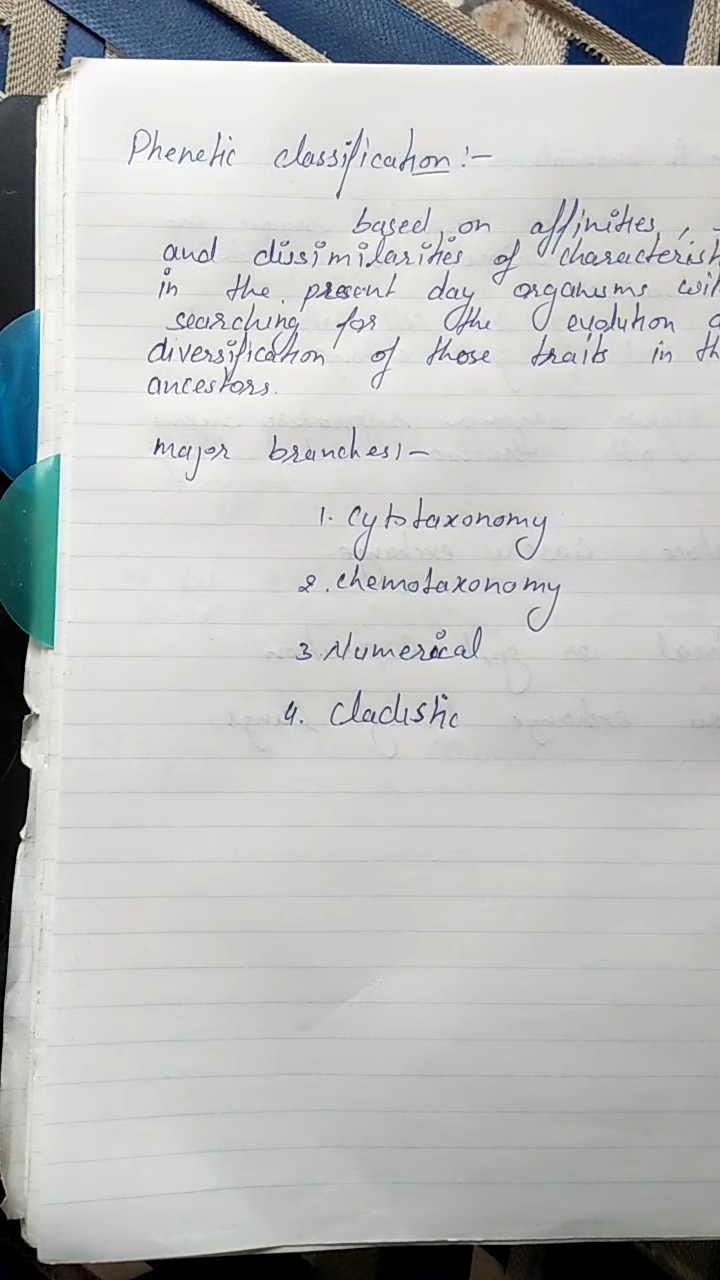 Phenetic classification :-
based on affinities,
and dissimilarities of characterist
in the present day organisms
searching for the evolution
diversification of those traits in th
ancestors.
major branches :-
1. Cytotaxonomy
2. chemotaxonomy
3. Numerical
4. Cladistic